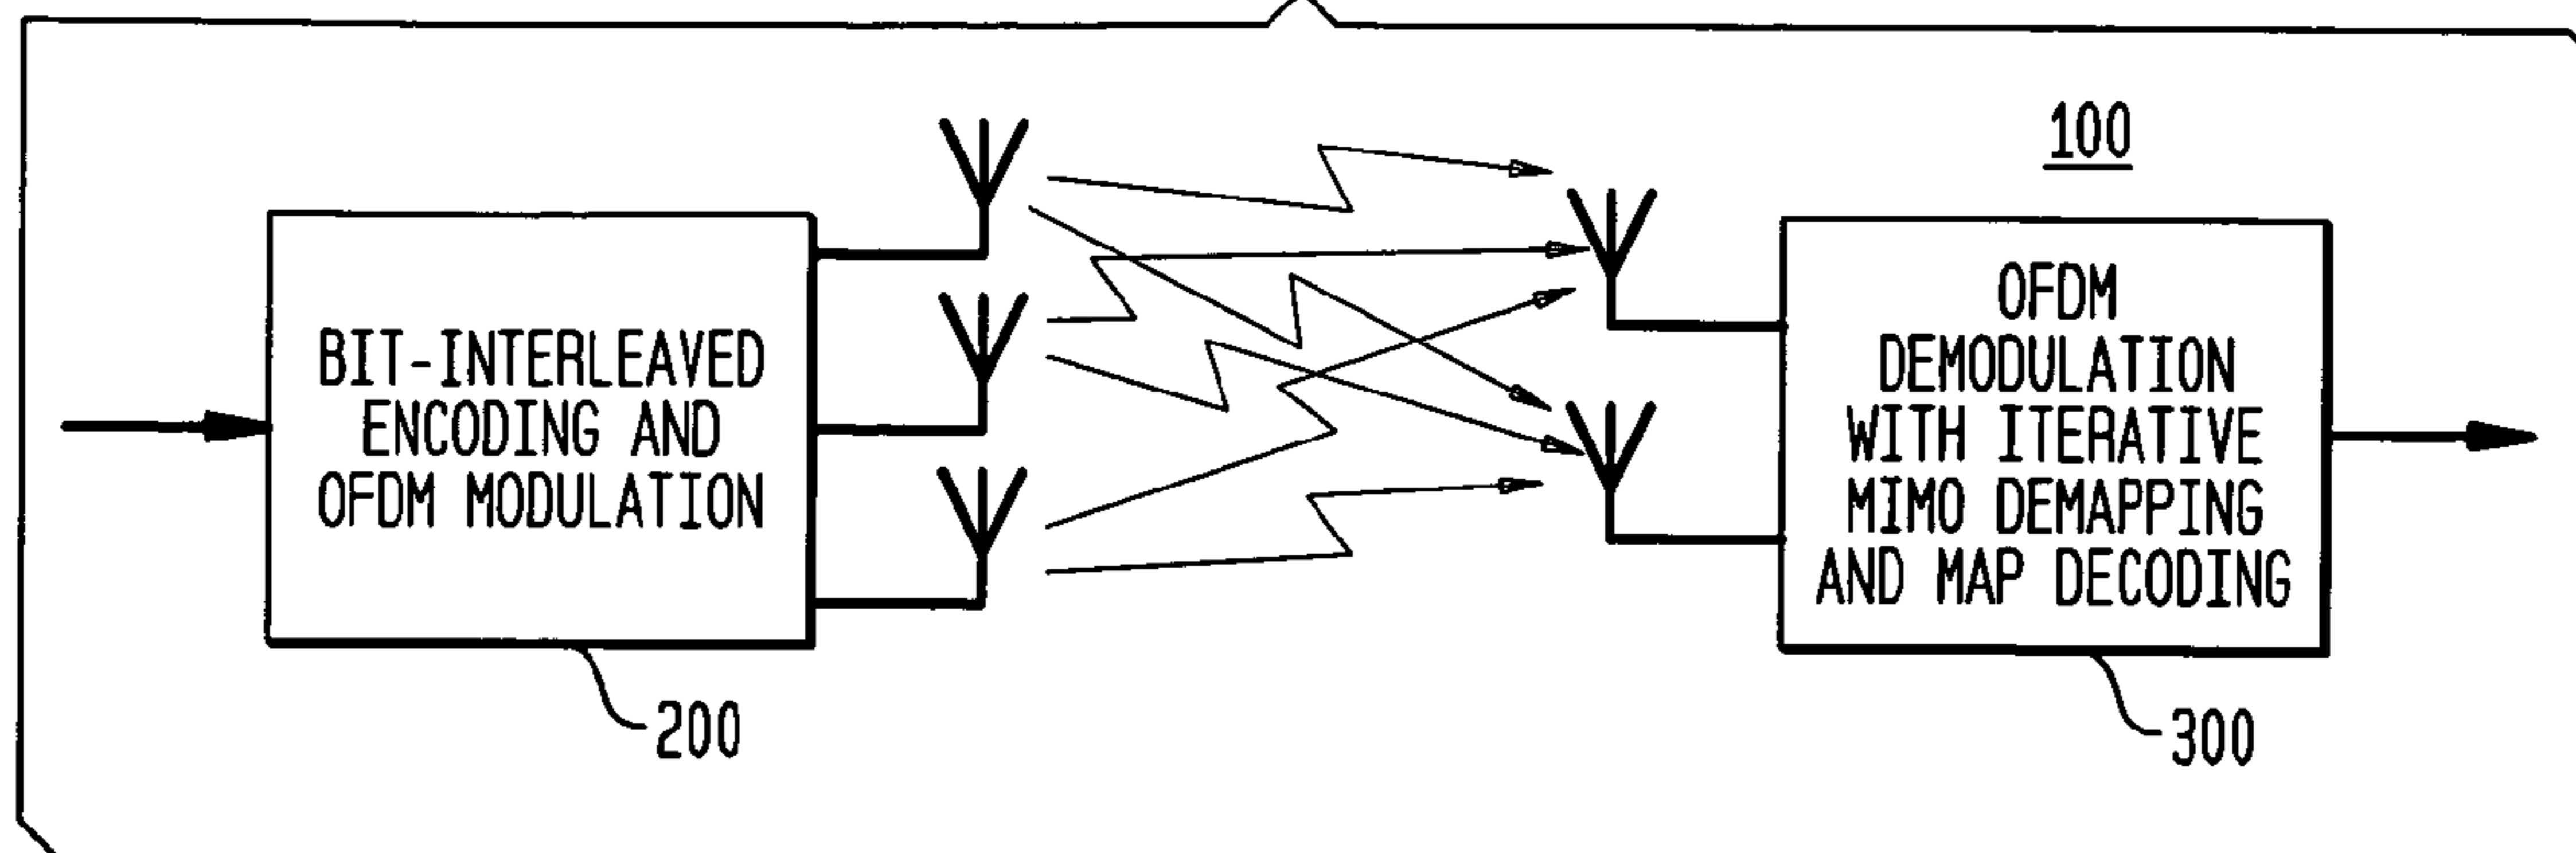 100
BIT-INTERLEAVED
ENCODING AND
OFDM MODULATION
OFDM
DEMODULATION
WITH ITERATIVE
MIMO DEMAPPING
AND MAP DECODING
200
300